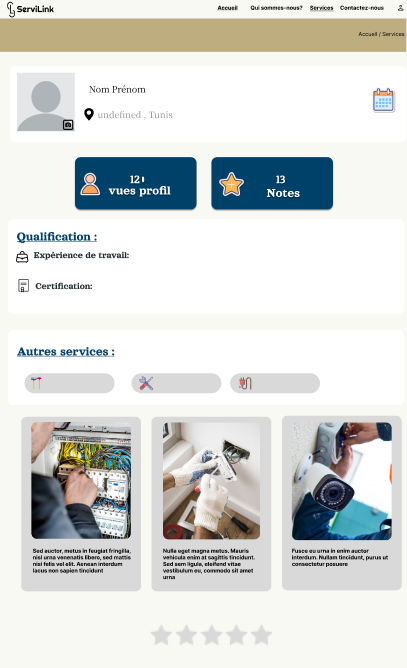 ServiLink
Accueil Qui sommes-nous? Services Contactez-nous
Accueil / Services
Nom Prénom
undefined , Tunis
12
vues profil
13
Notes
Qualification :
Expérience de travail:
Certification:
Autres services :
Sed auctor, metus in feugiat fringilla,
nisl urna venenatis libero, sed mattis
nisi felis vel elit. Aenean interdum
lacus non sapien tincidunt
Nulla eget magna metus. Mauris
vehicula enim at sagittis tincidunt.
Sed sem ligula, eleifend vitae
vestibulum eu, commodo sit amet
urna
Fusce eu urna in enim auctor
interdum. Nullam tincidunt, purus ut
consectetur posuere